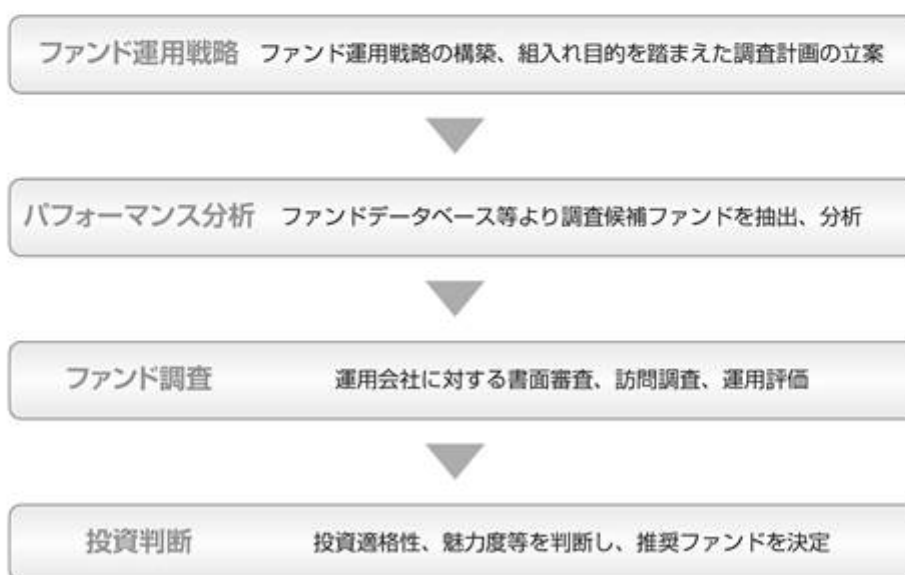 ファンド運用戦略 ファンド運用戦略の構築、組入れ目的を踏まえた調査計画の立案
パフォーマンス分析 ファンドデータベース等より調査候補ファンドを抽出、分析
ファンド調査 運用会社に対する書面審査、訪問調査、運用評価
投資判断 投資適格性、魅力度等を判断し、推奨ファンドを決定